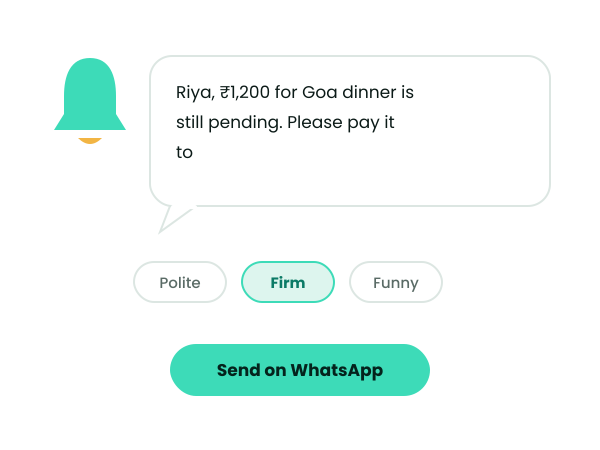 Riya, ₹1,200 for Goa dinner is
still pending. Please pay it
to
Polite
Firm
Funny
Send on WhatsApp